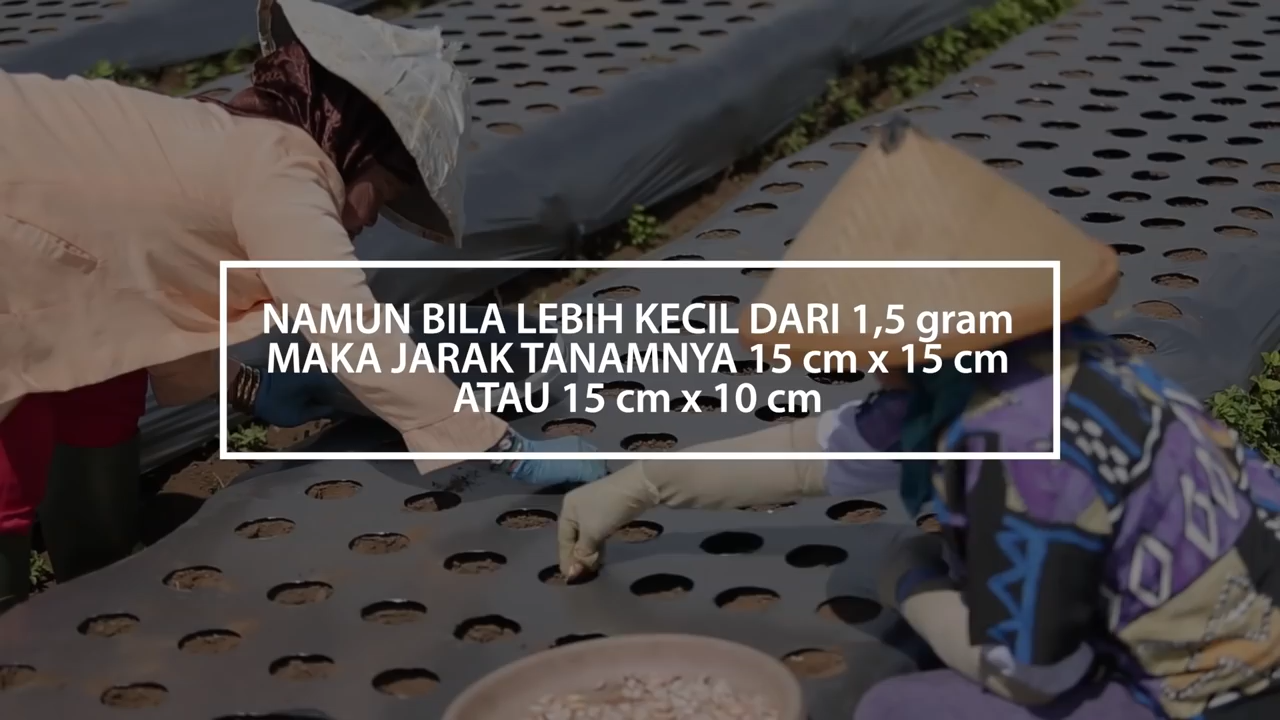 NAMUN BILA LEBIH KECIL DARI 1,5 gram
MAKA JARAK TANAMNYA 15 cm x 15 cm
ATAU 15 cm x 10 cm